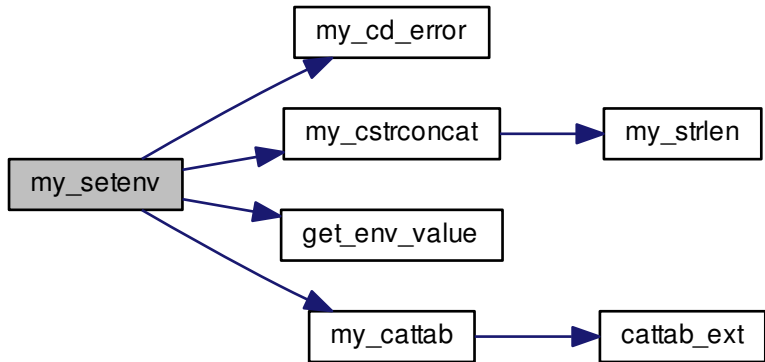 my_cd_error
my_cstrconcat
my_strlen
my_setenv
get_env_value
my_cattab
cattab_ext